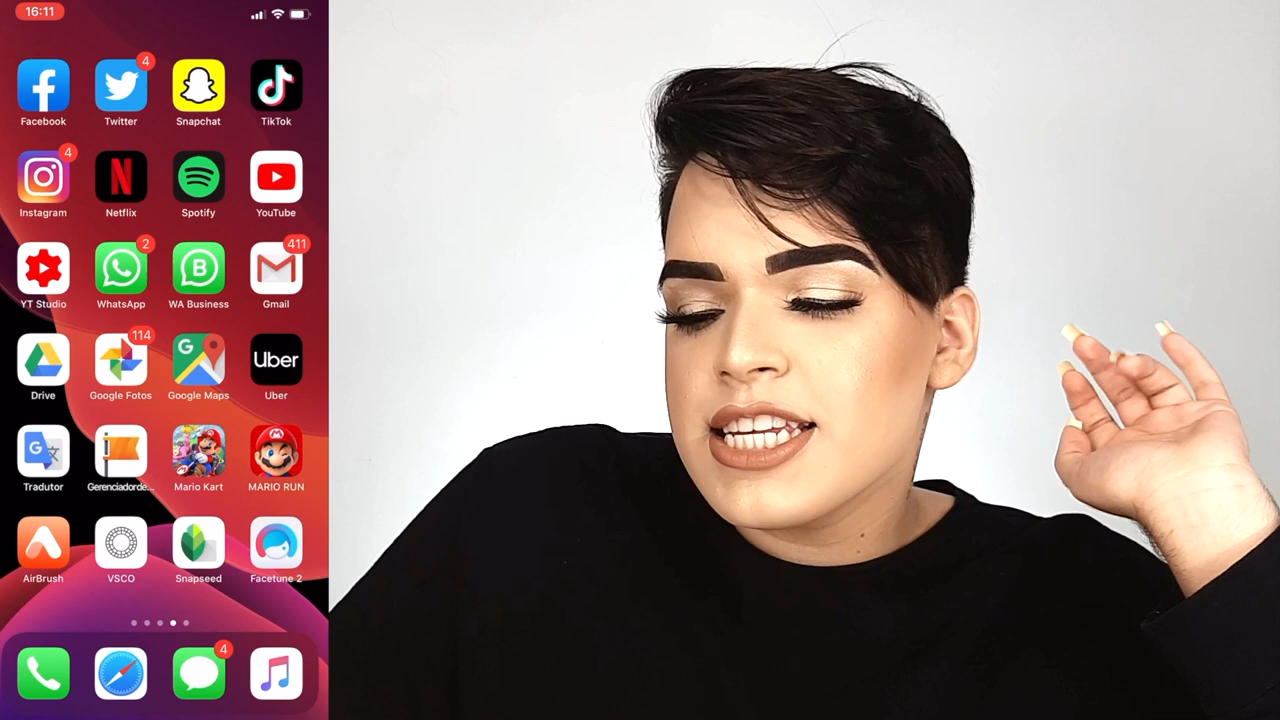 16:11
4
Facebook Twitter Snapchat TikTok
4
Instagram Netflix Spotify YouTube
2 411
YT Studio WhatsApp WA Business Gmail
114
Uber
Drive Google Fotos Google Maps Uber
Tradutor Gerenciadorde... Mario Kart MARIO RUN
AirBrush VSCO Snapseed Facetune 2
4